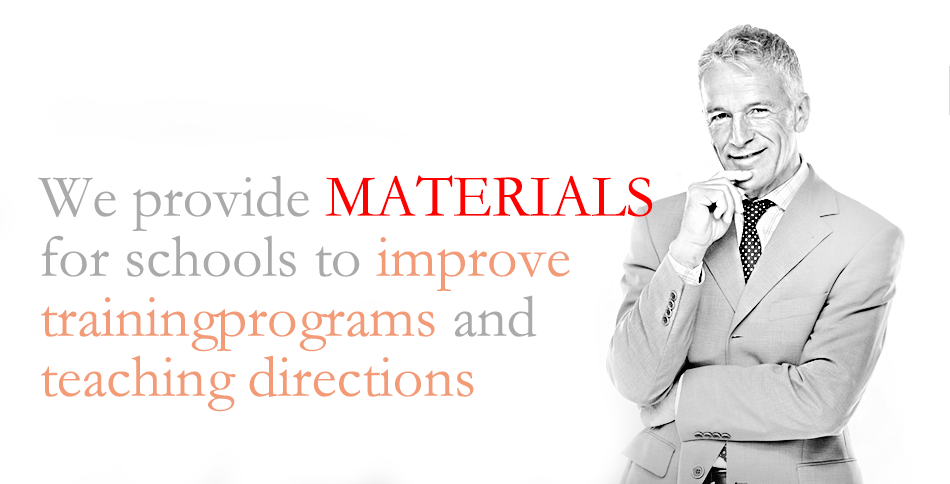 We provide MATERIALS
for schools to improve
trainingprograms and
teaching directions